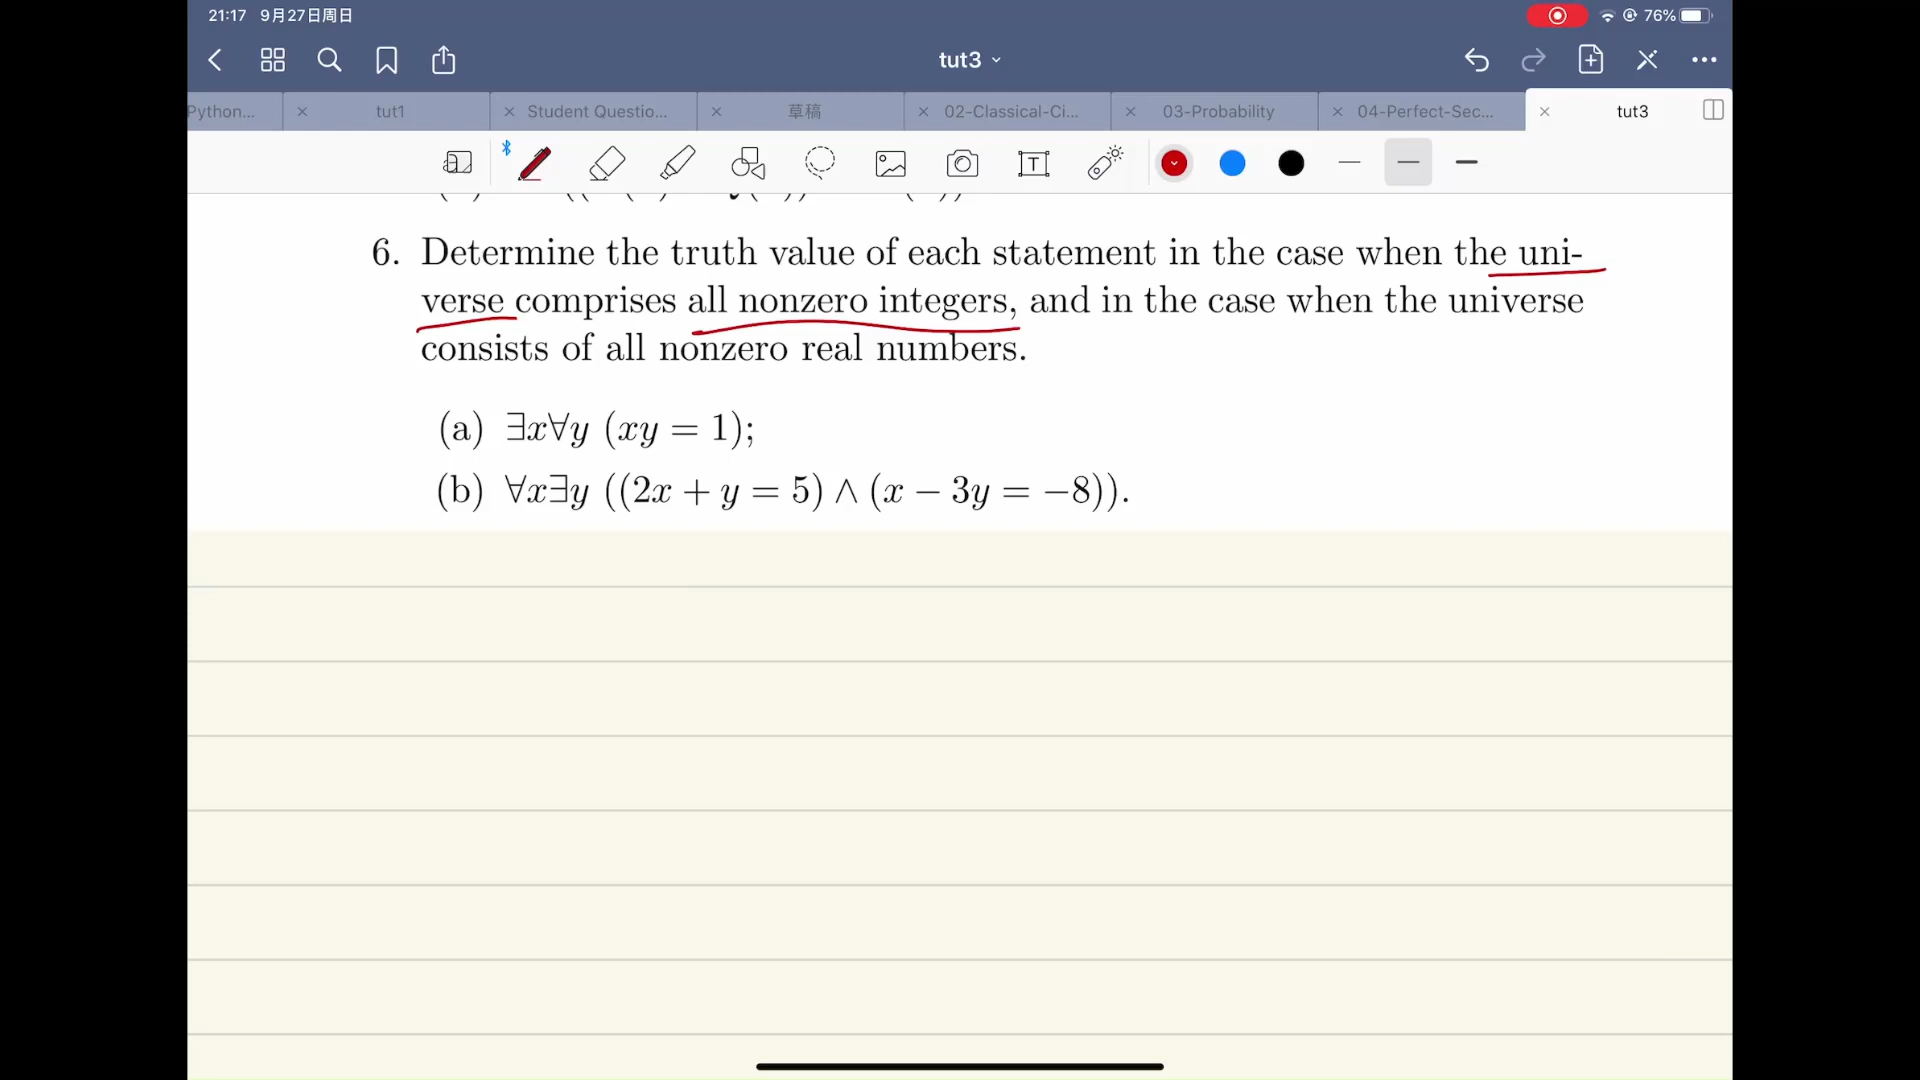 21:17 9月27日周日
76%
tut3
Python...
tut1
Student Questio...
草稿
02-Classical-Ci...
03-Probability
04-Perfect-Sec...
tut3
6. Determine the truth value of each statement in the case when the uni-
verse comprises all nonzero integers, and in the case when the universe
consists of all nonzero real numbers.
(a) ∃x∀y (xy = 1);
(b) ∀x∃y ((2x + y = 5) ∧ (x − 3y = −8)).